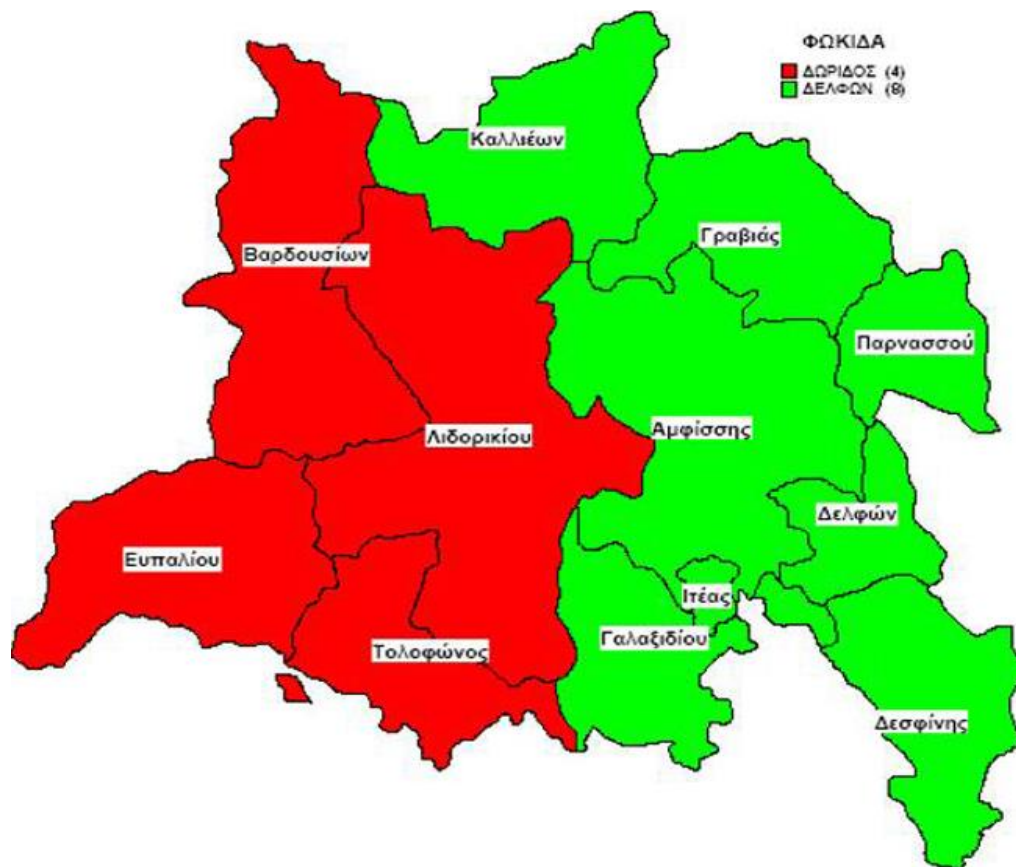 ΦΩΚΙΔΑ
ΔΩΡΙΔΟΣ (4)
ΔΕΛΦΩΝ (8)
Καλλιέων
Γραβιάς
Βαρδουσίων
Παρνασσού
Λιδορικίου
Αμφίσσης
Δελφών
Ευπαλίου
Ιτέας
Γαλαξιδίου
Τολοφώνος
Δεσφίνης